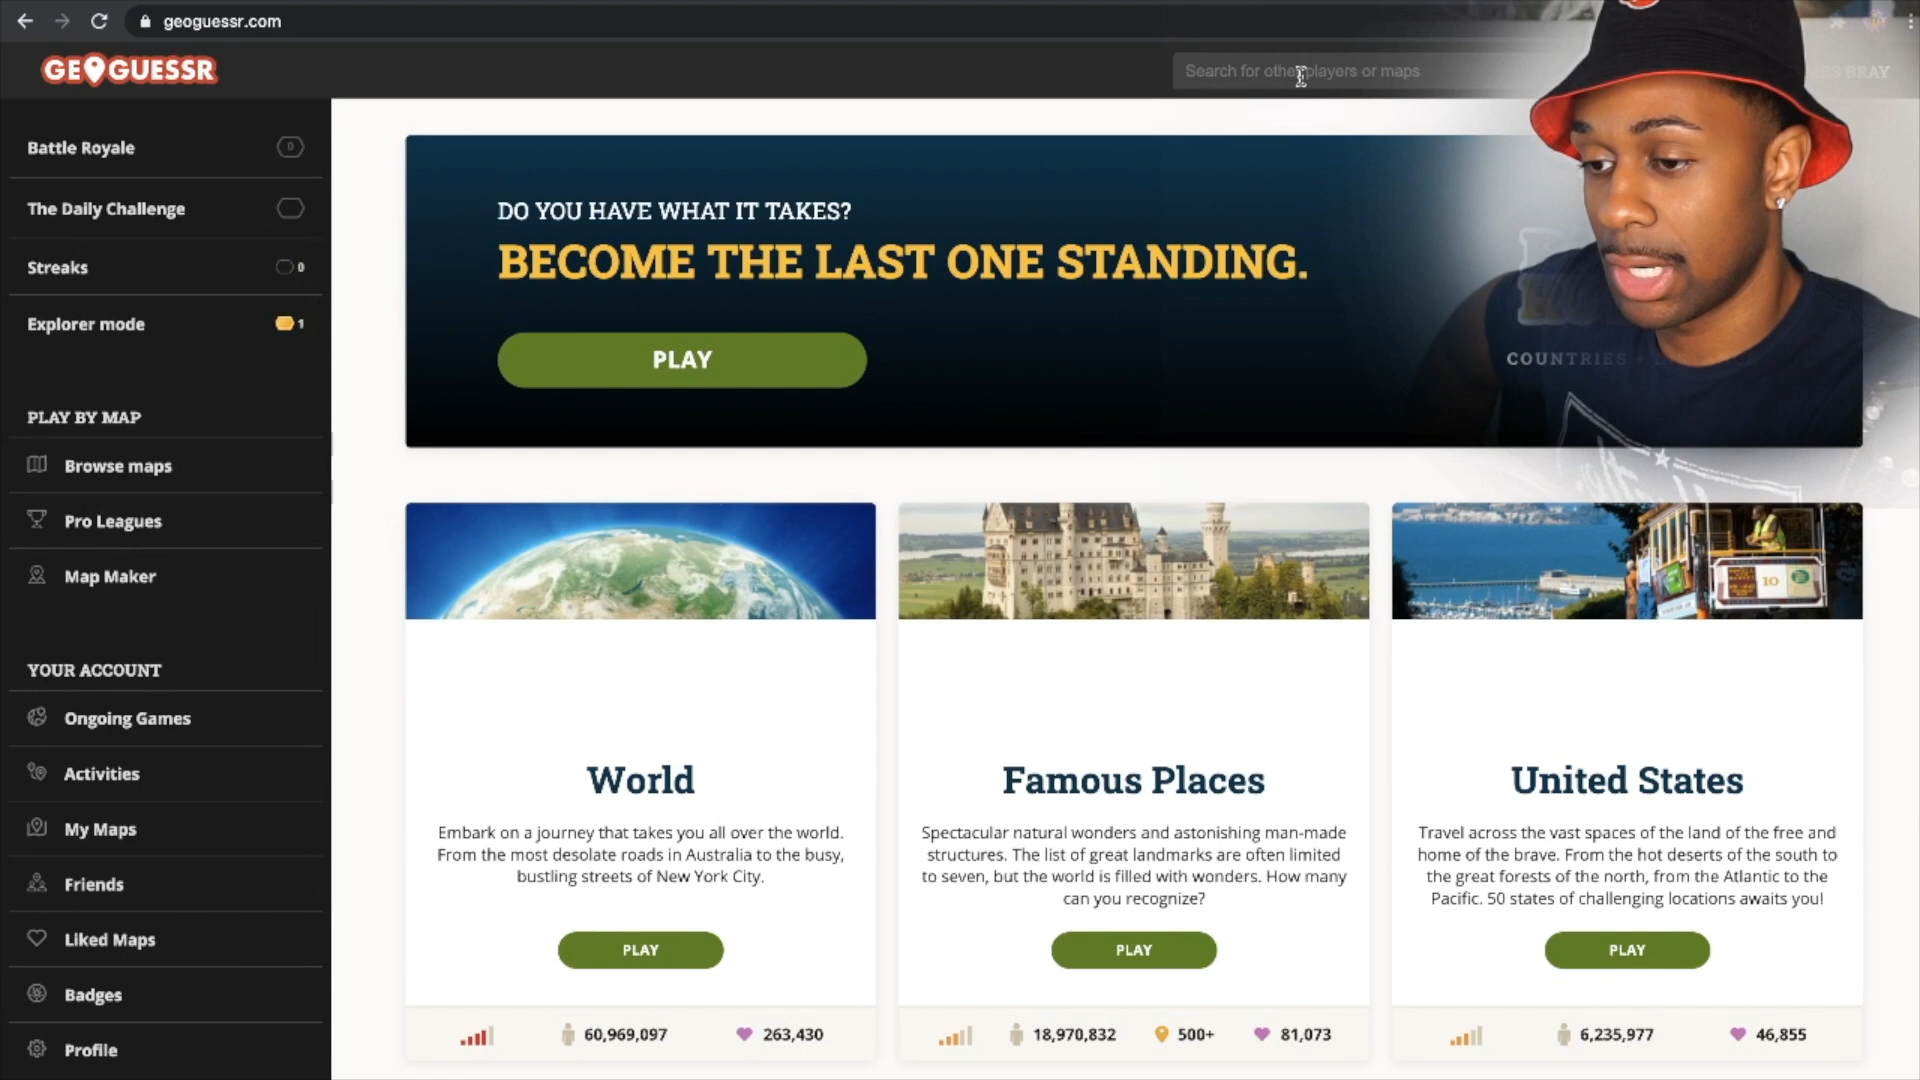 geoguessr.com
GEOGUESSR
Search for other players or maps
BRAY
Battle Royale
The Daily Challenge
Streaks 0
Explorer mode 1
PLAY BY MAP
Browse maps
Pro Leagues
Map Maker
YOUR ACCOUNT
Ongoing Games
Activities
My Maps
Friends
Liked Maps
Badges
Profile
DO YOU HAVE WHAT IT TAKES?
BECOME THE LAST ONE STANDING.
PLAY
COUNTRIES
World
Embark on a journey that takes you all over the world.
From the most desolate roads in Australia to the busy,
bustling streets of New York City.
PLAY
60,969,097 263,430
Famous Places
Spectacular natural wonders and astonishing man-made
structures. The list of great landmarks are often limited
to seven, but the world is filled with wonders. How many
can you recognize?
PLAY
18,970,832 500+ 81,073
10
United States
Travel across the vast spaces of the land of the free and
home of the brave. From the hot deserts of the south to
the great forests of the north, from the Atlantic to the
Pacific. 50 states of challenging locations awaits you!
PLAY
6,235,977 46,855